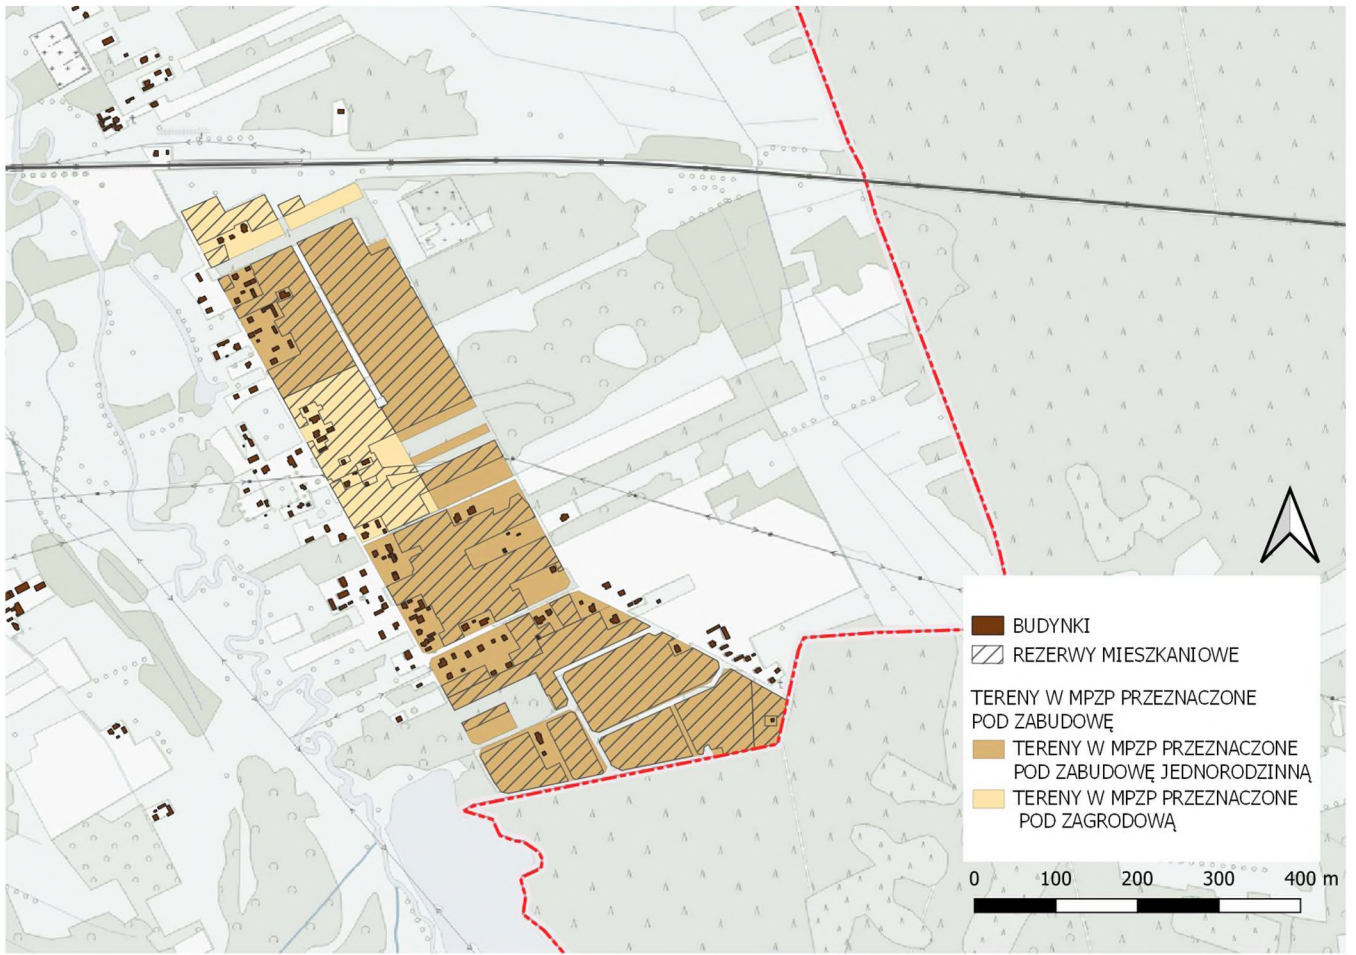 BUDYNKI
REZERWY MIESZKANIOWE
TERENY W MPZP PRZEZNACZONE
POD ZABUDOWĘ
TERENY W MPZP PRZEZNACZONE
POD ZABUDOWĘ JEDNORODZINNĄ
TERENY W MPZP PRZEZNACZONE
POD ZAGRODOWĄ
0 100 200 300 400 m